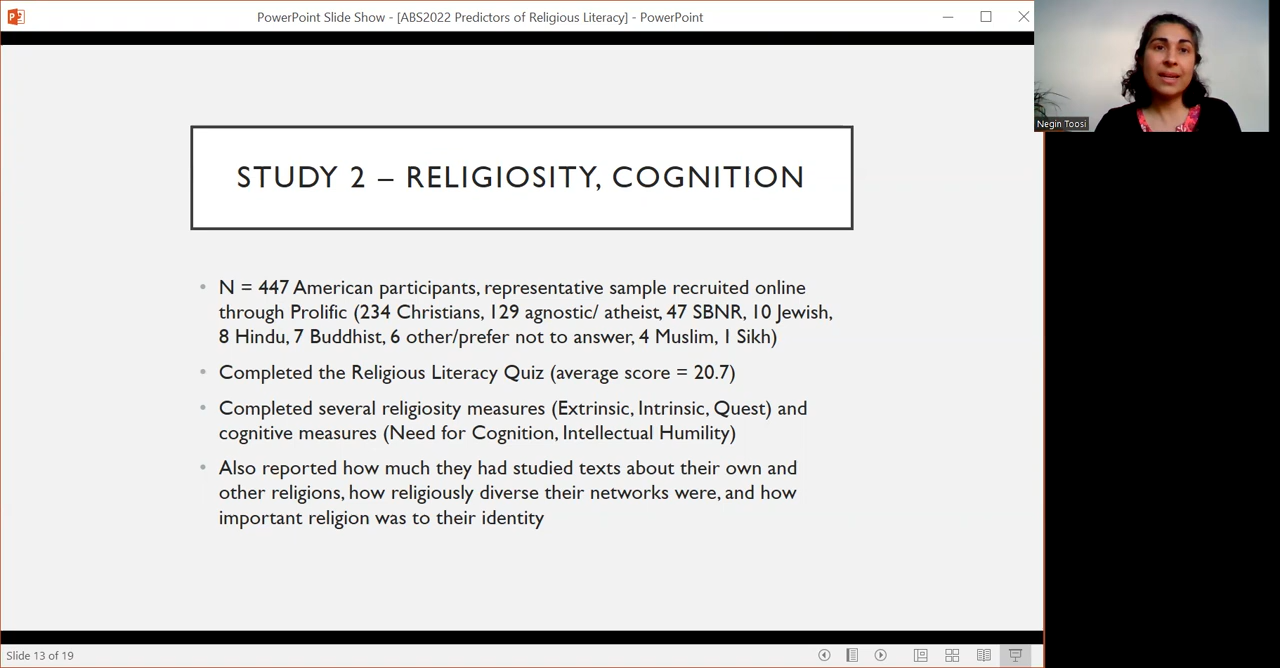 PowerPoint Slide Show - [ABS2022 Predictors of Religious Literacy] - PowerPoint
Negin Toosi
STUDY 2 – RELIGIOSITY, COGNITION
• N = 447 American participants, representative sample recruited online
through Prolific (234 Christians, 129 agnostic/ atheist, 47 SBNR, 10 Jewish,
8 Hindu, 7 Buddhist, 6 other/prefer not to answer, 4 Muslim, 1 Sikh)
• Completed the Religious Literacy Quiz (average score = 20.7)
• Completed several religiosity measures (Extrinsic, Intrinsic, Quest) and
cognitive measures (Need for Cognition, Intellectual Humility)
• Also reported how much they had studied texts about their own and
other religions, how religiously diverse their networks were, and how
important religion was to their identity
Slide 13 of 19